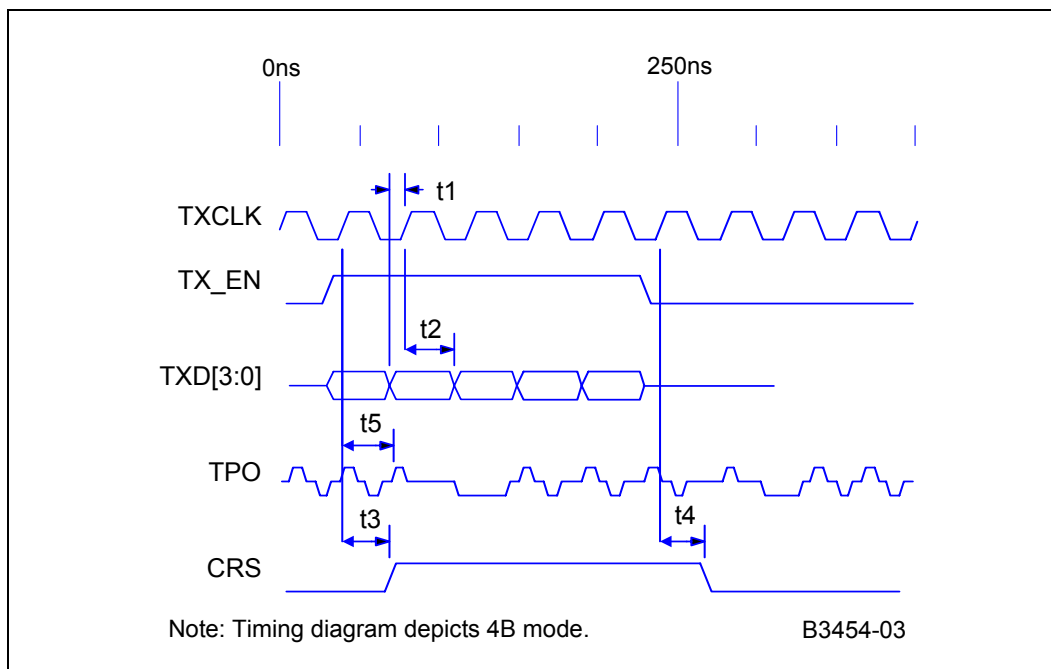 0ns
250ns
t1
TXCLK
TX_EN
t2
TXD[3:0]
t5
TPO
t3
t4
CRS
Note: Timing diagram depicts 4B mode.
B3454-03